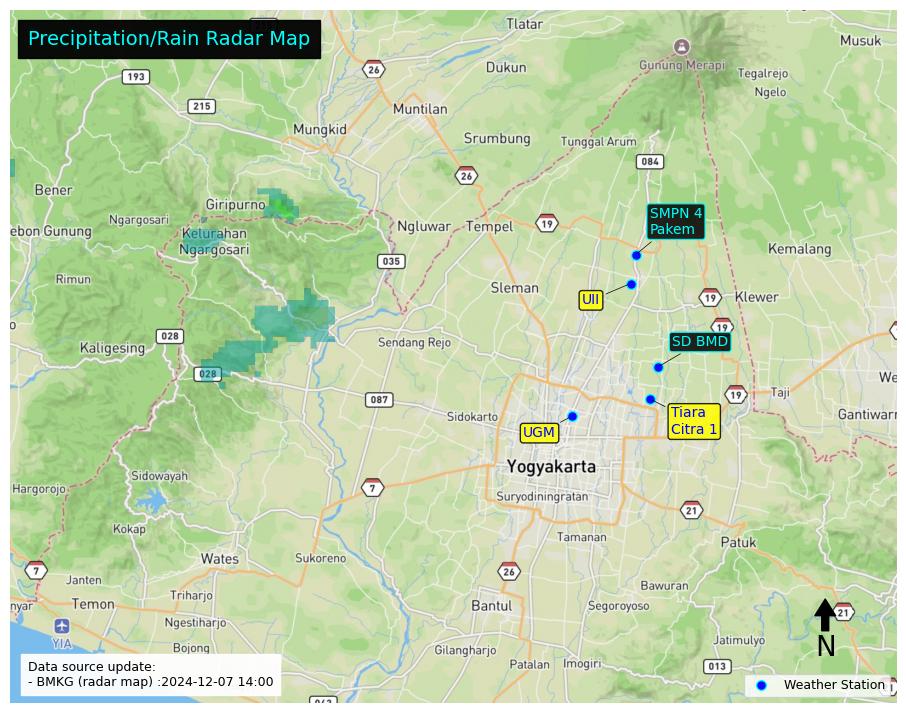 Precipitation/Rain Radar Map
Tlatar
Musuk
26
Dukun
Gunung Merapi
Tegalrejo
193
Ngelo
215
Muntilan
Mungkid
Srumbung
Tunggal Arum
084
26
Bener
Giripurno
SMPN 4
Pakem
Ngargosari
Ngluwar
Tempel
19
ebon Gunung
Kelurahan
Ngargosari
Kemalang
035
Rimun
Sleman
UII
19
Klewer
19
028
Sendang Rejo
SD BMD
Kaligesing
028
We
087
19
Taji
Sidokarto
Tiara
Citra 1
Gantiwarn
UGM
Yogyakarta
Sidowayah
Hargorojo
7
Suryodiningratan
21
Kokap
Tamanan
Patuk
Wates
Sukoreno
7
26
Janten
Bawuran
Triharjo
nyar
Temon
Bantul
Segoroyoso
21
Ngestiharjo
YIA
N
Bojong
Gilangharjo
Jatimulyo
Patalan
Imogiri
013
Data source update:
- BMKG (radar map) :2024-12-07 14:00
Weather Station